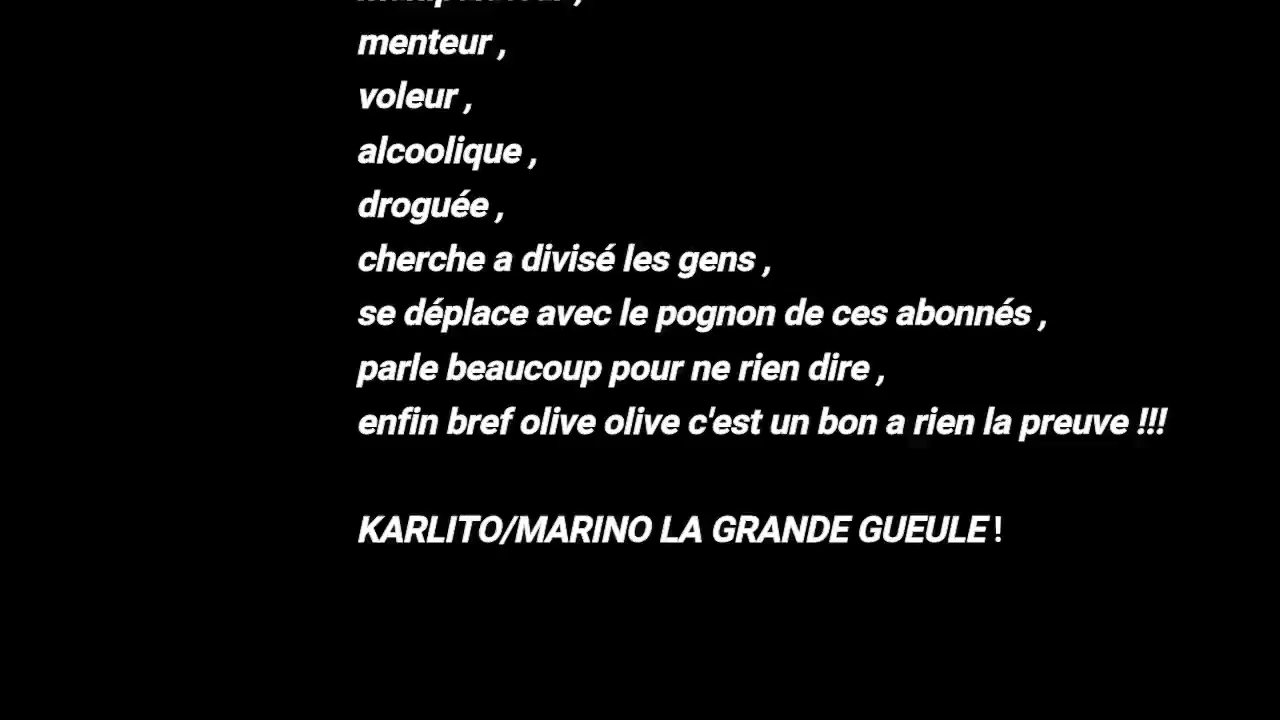 menteur ,
voleur ,
alcoolique ,
droguée ,
cherche a divisé les gens ,
se déplace avec le pognon de ces abonnés ,
parle beaucoup pour ne rien dire ,
enfin bref olive olive c'est un bon a rien la preuve !!!
KARLITO/MARINO LA GRANDE GUEULE !